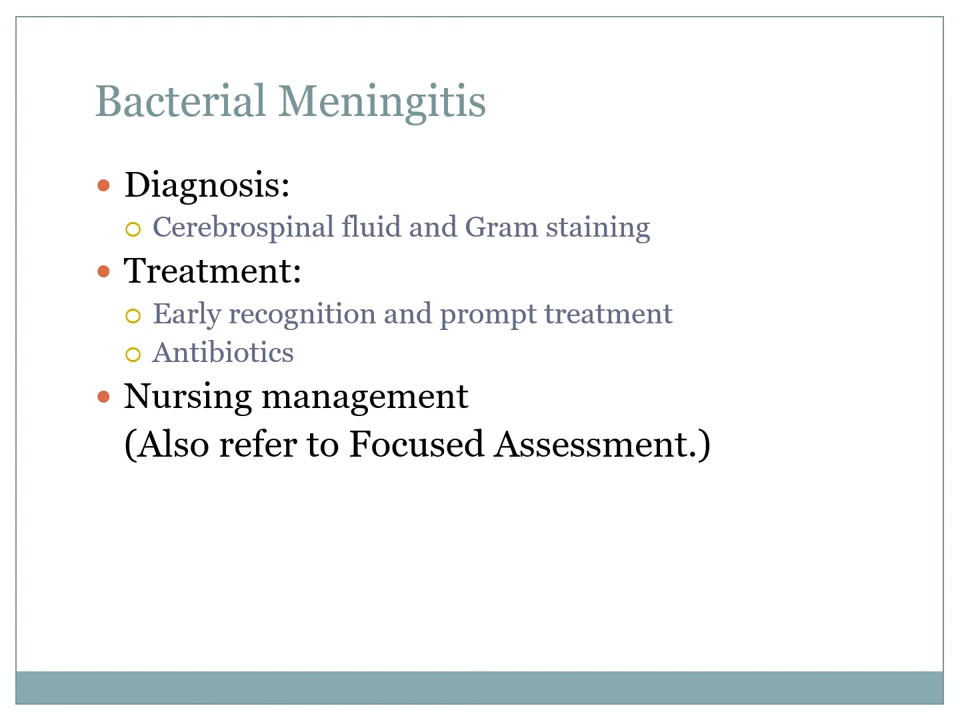 Bacterial Meningitis
Diagnosis:
Cerebrospinal fluid and Gram staining
Treatment:
Early recognition and prompt treatment
Antibiotics
Nursing management
(Also refer to Focused Assessment.)